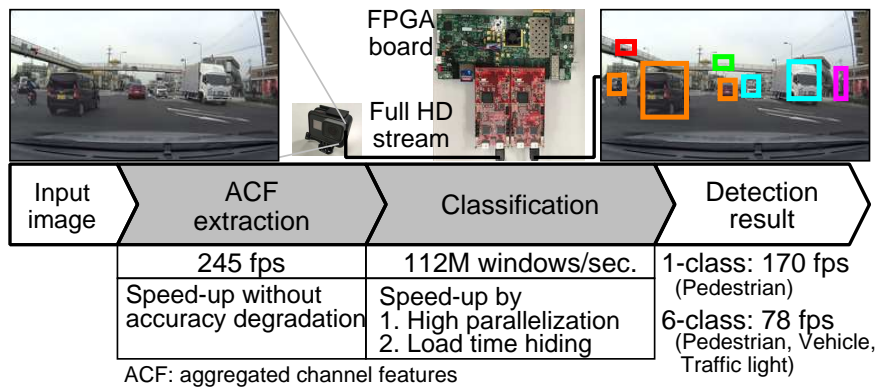 FPGA
board
Full HD
stream
Input
image
ACF
extraction
Classification
Detection
result
245 fps
112M windows/sec.
1-class: 170 fps
(Pedestrian)
Speed-up without
accuracy degradation
Speed-up by
1. High parallelization
2. Load time hiding
6-class: 78 fps
(Pedestrian, Vehicle,
Traffic light)
ACF: aggregated channel features